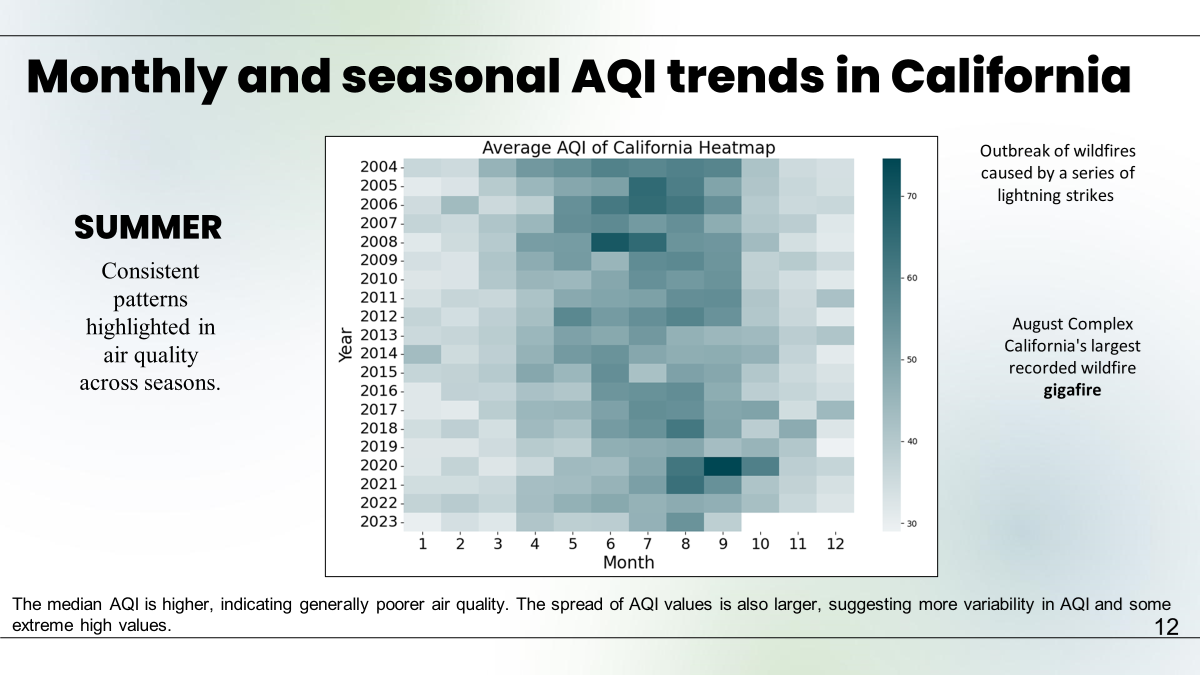 Monthly and seasonal AQI trends in California
SUMMER
Consistent
patterns
highlighted in
air quality
across seasons.
Average AQI of California Heatmap
Year
2004
2005
2006
2007
2008
2009
2010
2011
2012
2013
2014
2015
2016
2017
2018
2019
2020
2021
2022
2023
1 2 3 4 5 6 7 8 9 10 11 12
Month
70
60
50
40
30
Outbreak of wildfires
caused by a series of
lightning strikes
August Complex
California's largest
recorded wildfire
gigafire
The median AQI is higher, indicating generally poorer air quality. The spread of AQI values is also larger, suggesting more variability in AQI and some
extreme high values.
12